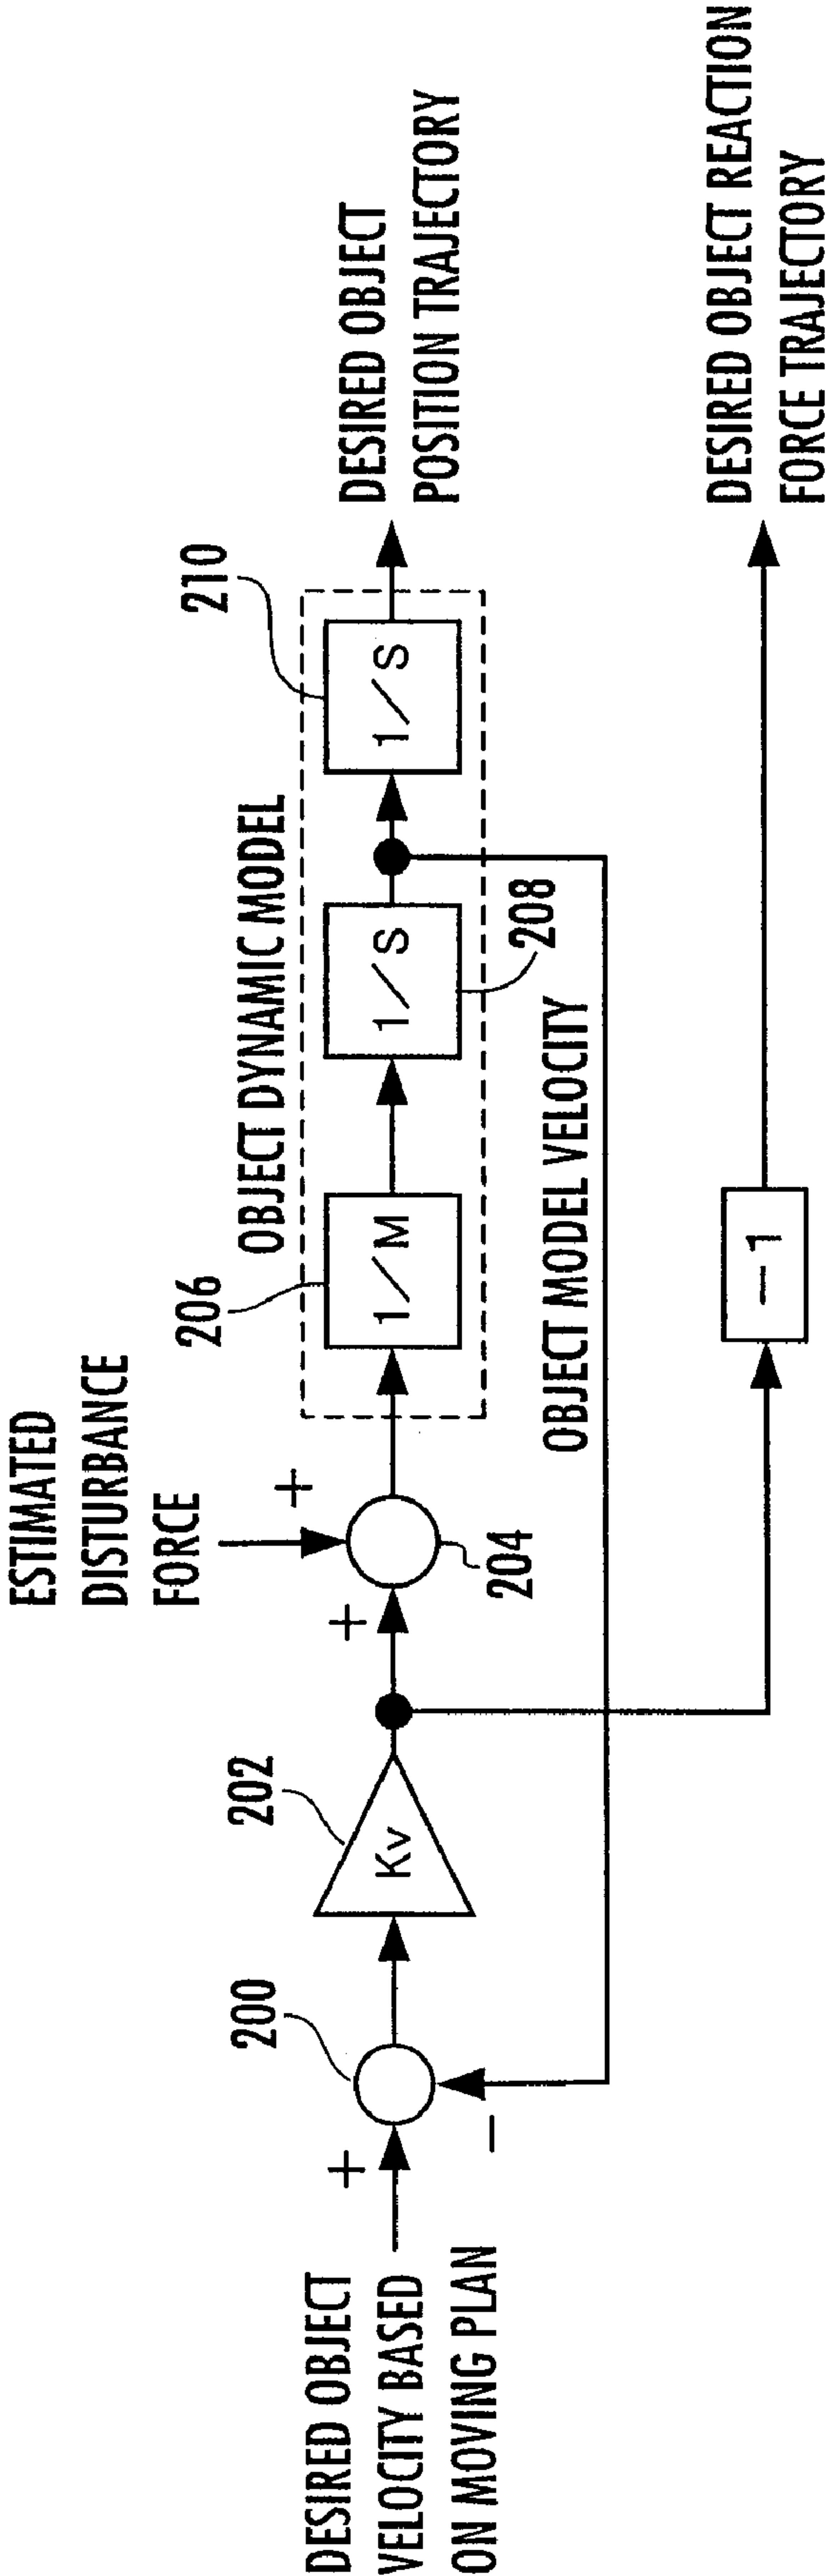 ESTIMATED
DISTURBANCE
FORCE
DESIRED OBJECT
VELOCITY BASED
ON MOVING PLAN
+
−
200
202
Kv
+
+
204
206
OBJECT DYNAMIC MODEL
1/M
1/S
208
1/S
210
OBJECT MODEL VELOCITY
DESIRED OBJECT
POSITION TRAJECTORY
−1
DESIRED OBJECT REACTION
FORCE TRAJECTORY